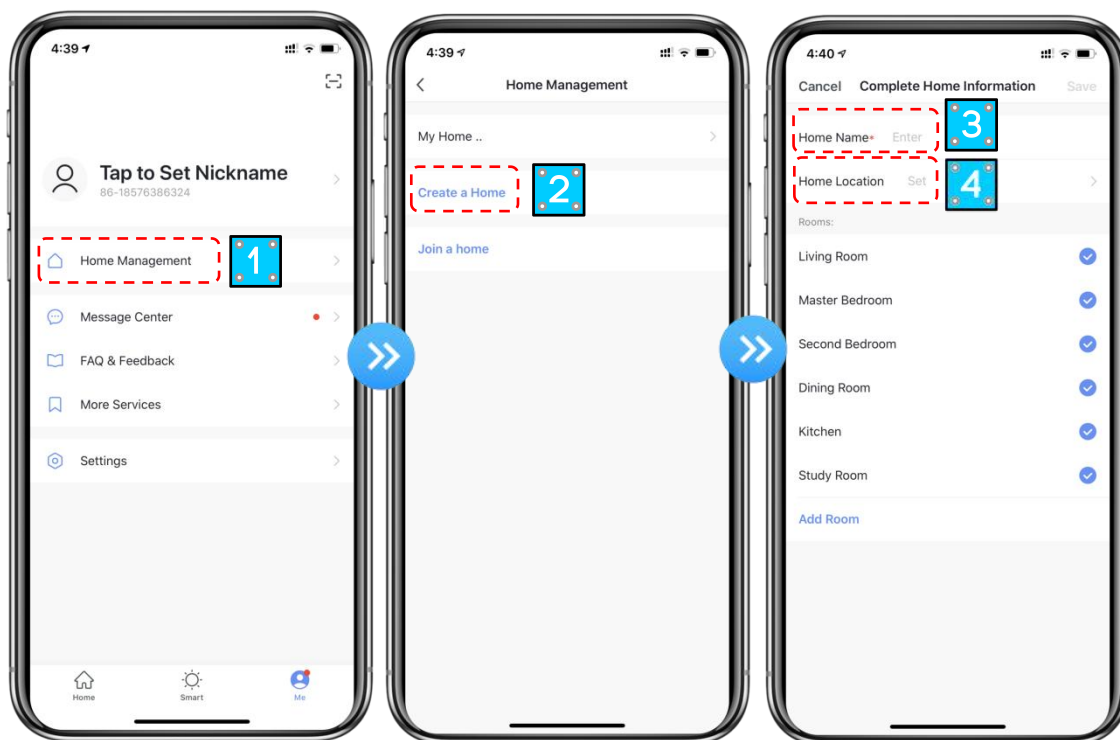 4:39
Tap to Set Nickname
86-18576386324
Home Management
1
Message Center
FAQ & Feedback
More Services
Settings
Home
Smart
Me
4:39
Home Management
My Home ..
Create a Home
2
Join a home
4:40
Cancel Complete Home Information Save
Home Name* Enter
3
Home Location Set
4
Rooms:
Living Room
Master Bedroom
Second Bedroom
Dining Room
Kitchen
Study Room
Add Room